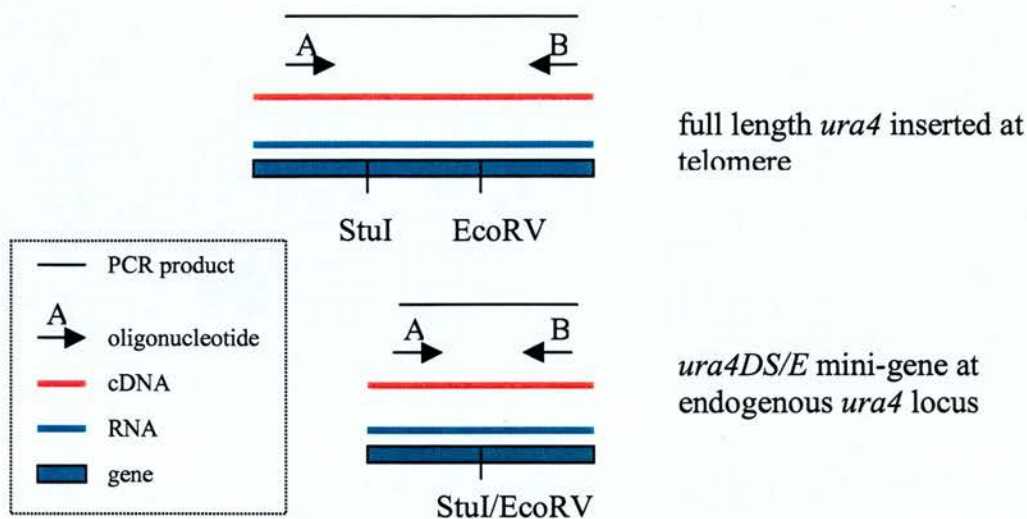 A B
full length ura4 inserted at
telomere
StuI EcoRV
PCR product
A
oligonucleotide
cDNA
RNA
gene
A B
ura4DS/E mini-gene at
endogenous ura4 locus
StuI/EcoRV